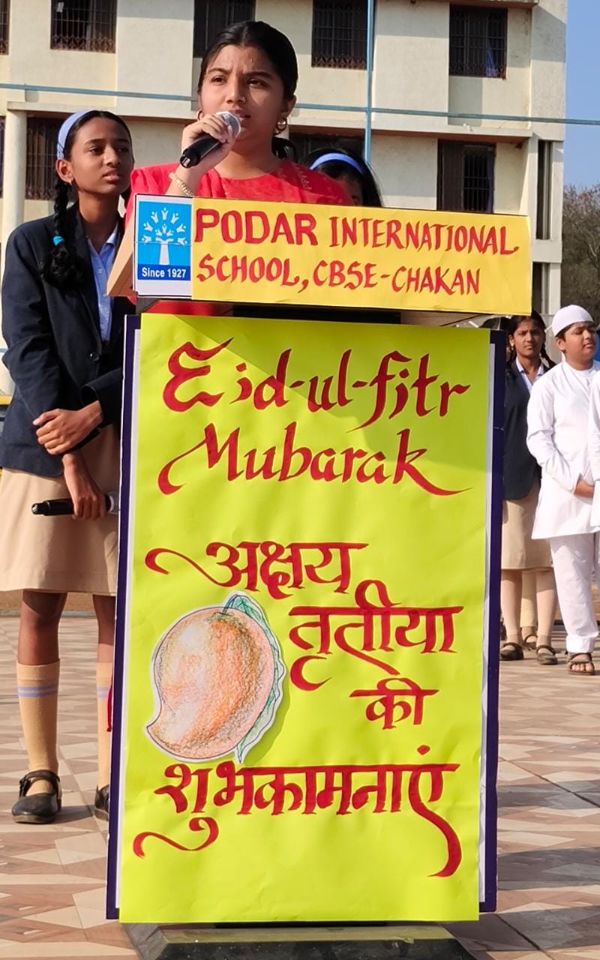 PODAR INTERNATIONAL
SCHOOL, CBSE-CHAKAN
Since 1927
Eid-ul-fitr
Mubarak
अक्षय
तृतीया
की
शुभकामनाएं